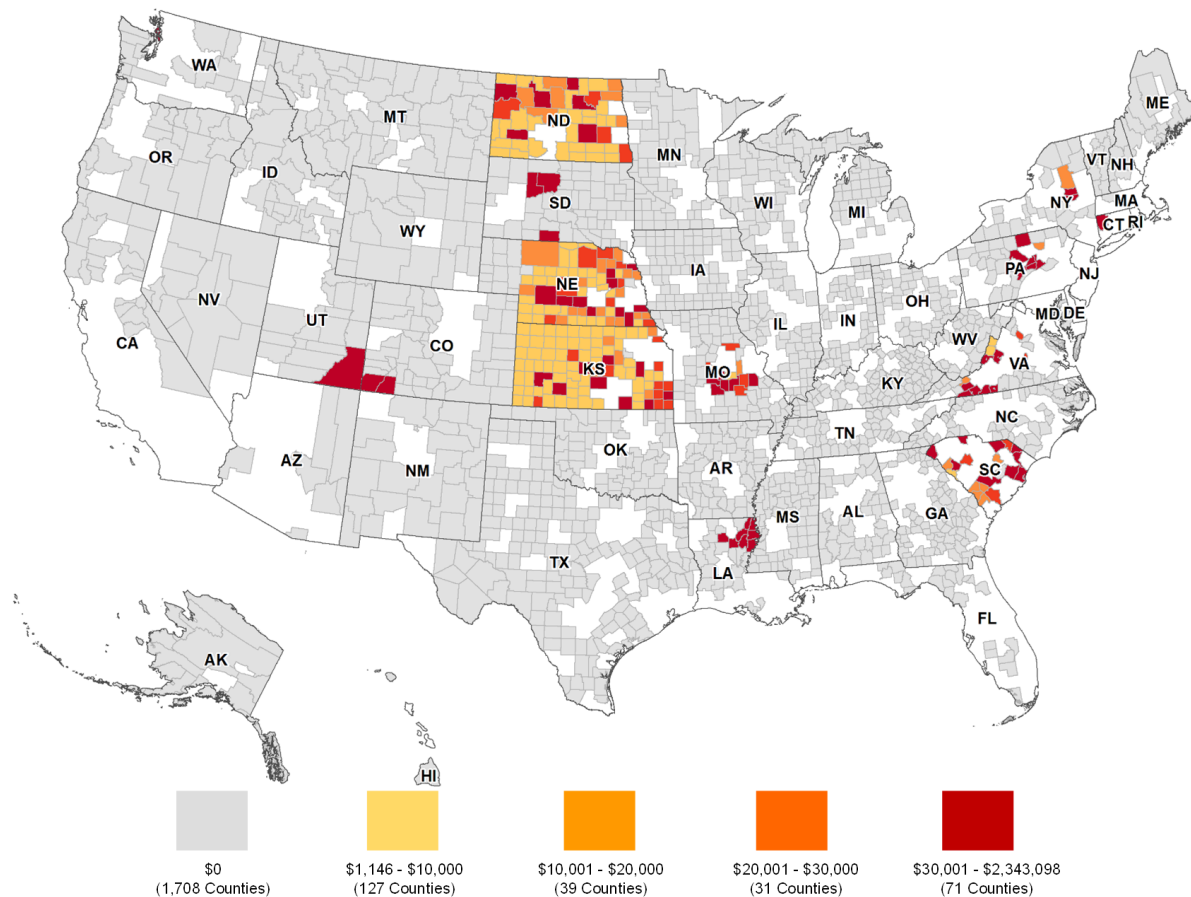 WA
MT
ND
MN
ME
OR
ID
SD
WI
MI
VT
NH
NY
MA
CT
RI
WY
NE
IA
PA
NJ
NV
UT
CO
KS
MO
IL
IN
OH
WV
MD
DE
VA
CA
KY
AZ
NM
OK
AR
TN
NC
SC
TX
LA
MS
AL
GA
FL
AK
HI
$0
(1,708 Counties)
$1,146 - $10,000
(127 Counties)
$10,001 - $20,000
(39 Counties)
$20,001 - $30,000
(31 Counties)
$30,001 - $2,343,098
(71 Counties)